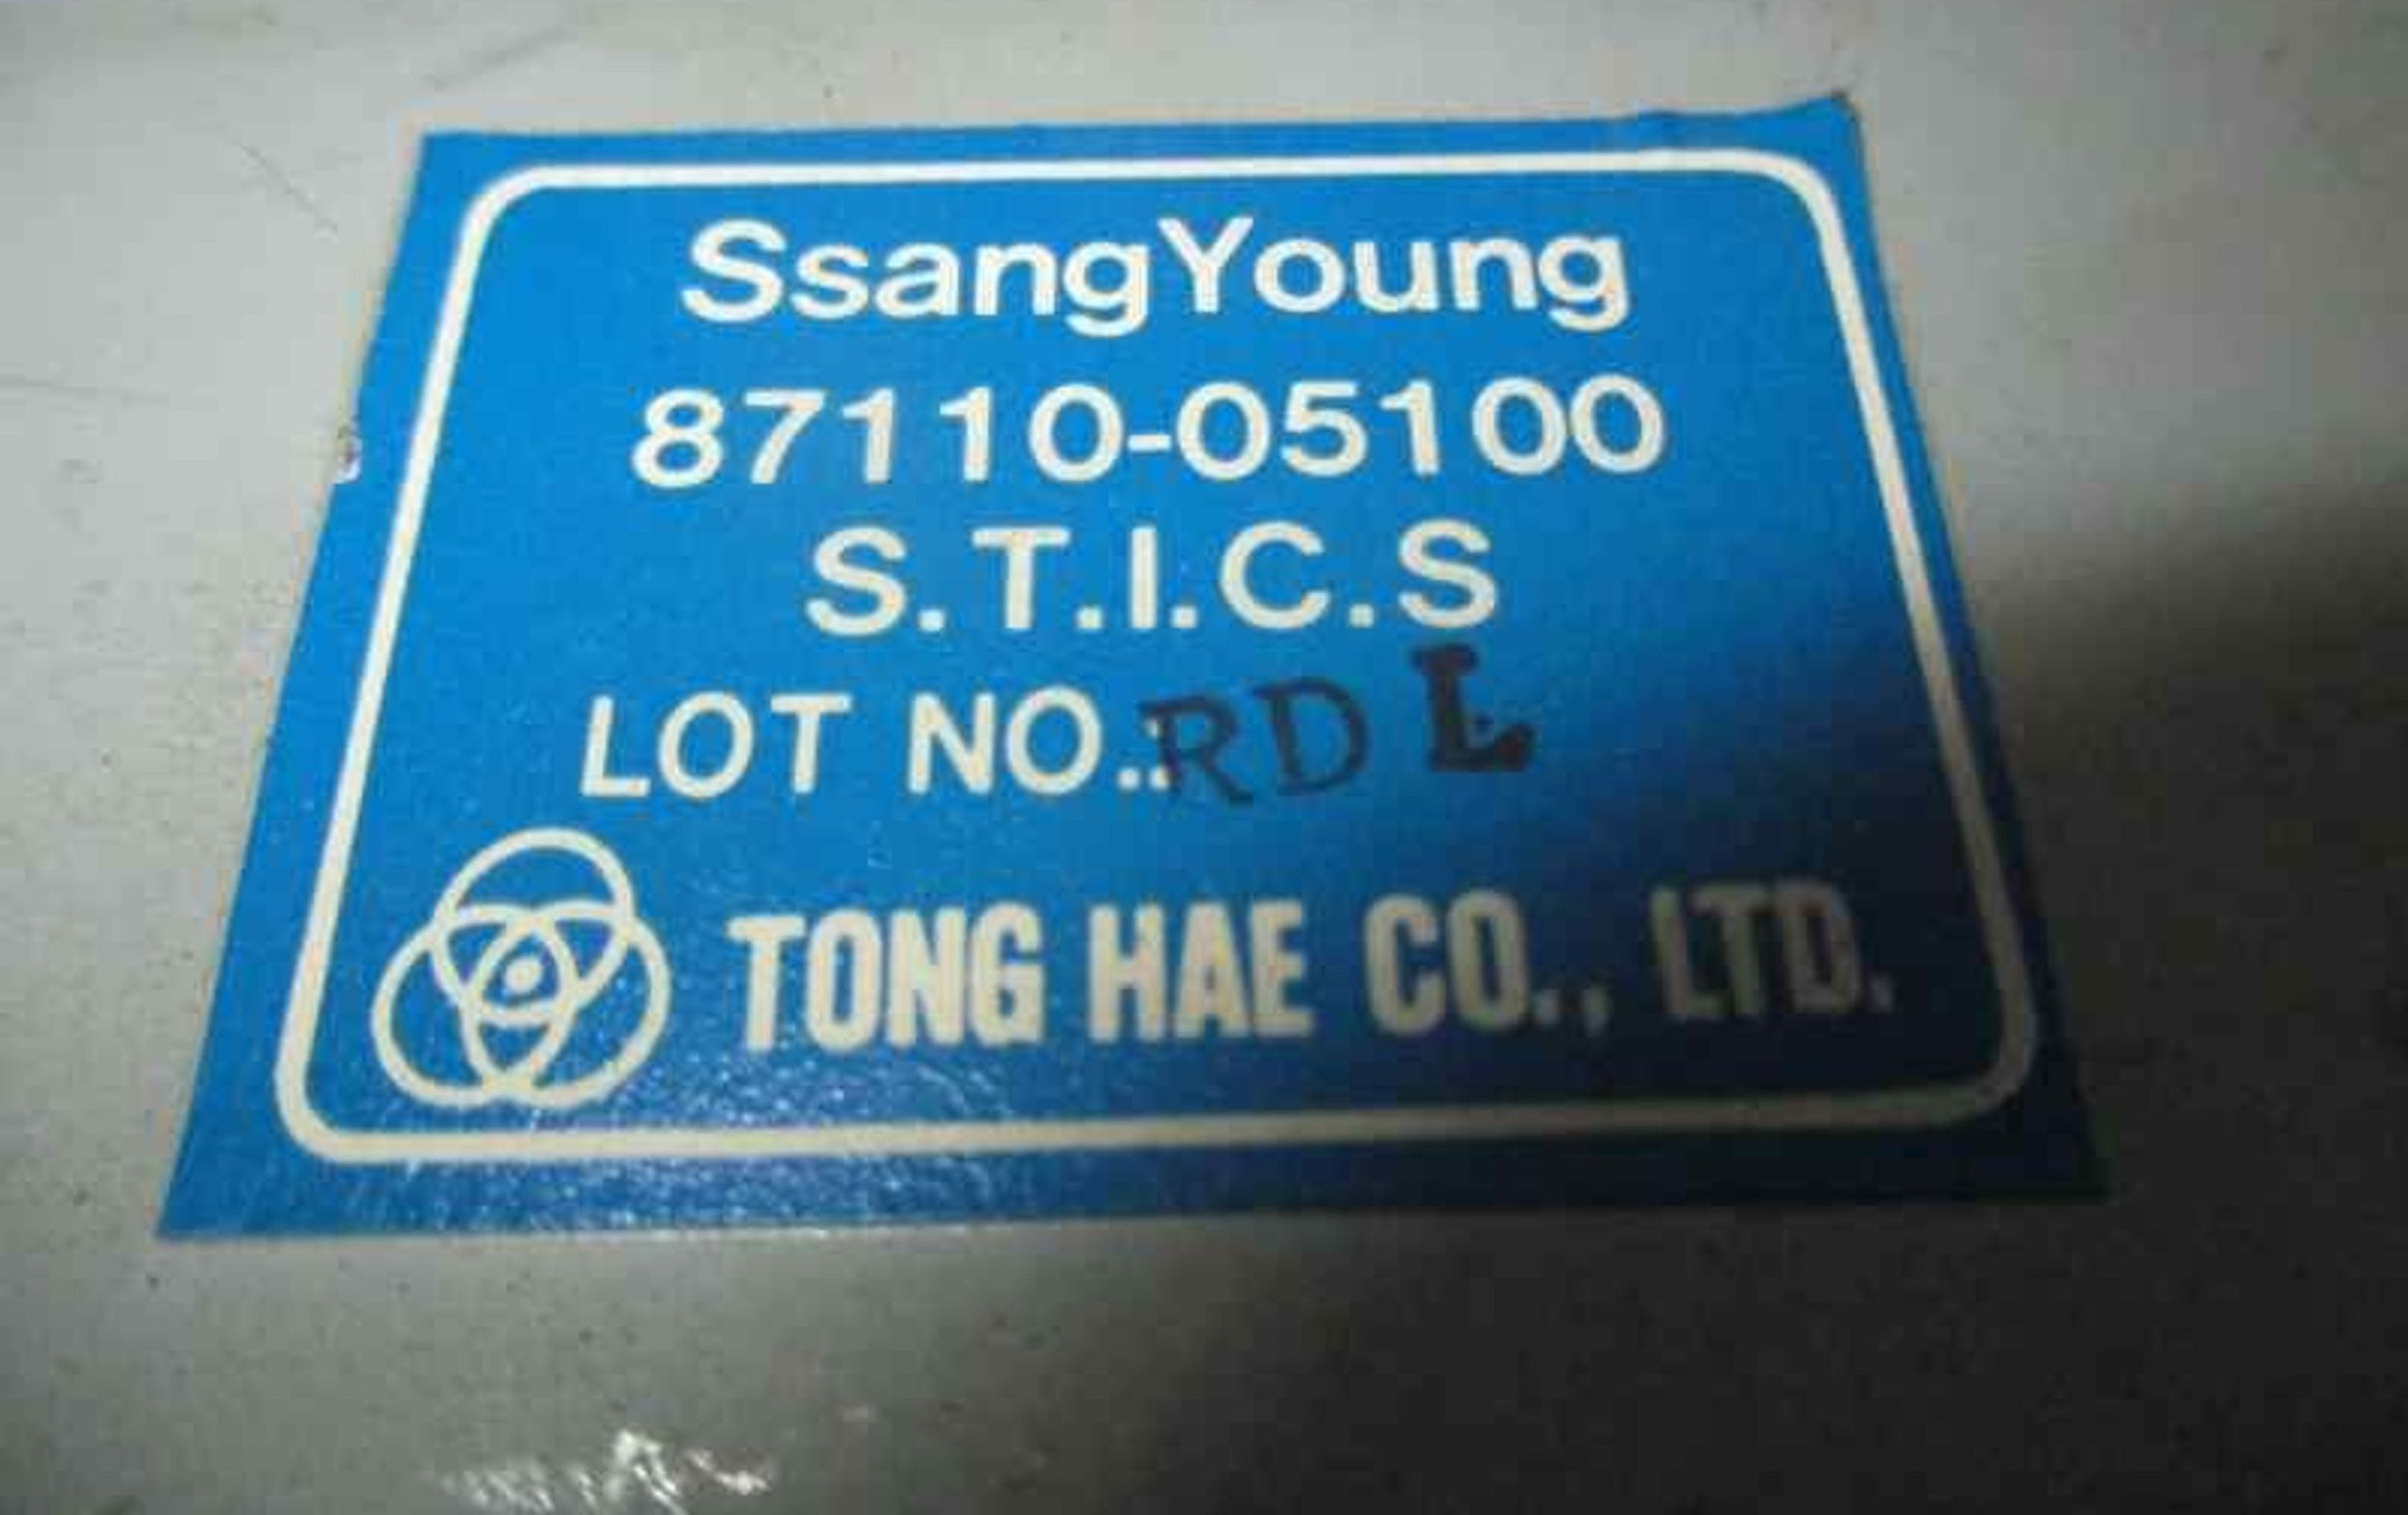 SsangYoung
87110-05100
S.T.I.C.S
LOT NO.: RD L
TONG HAE CO., LTD.